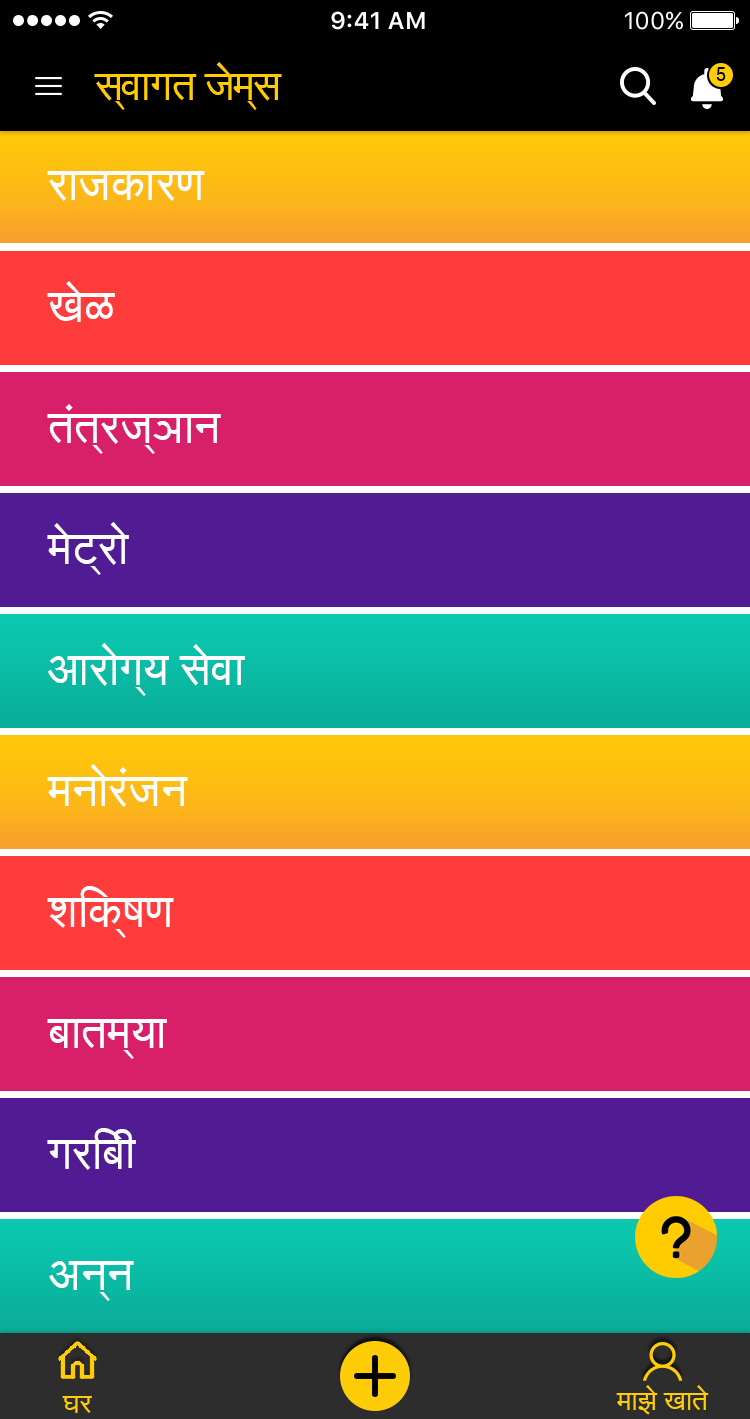 9:41 AM
100%
स्वागत जेम्स
5
राजकारण
खेळ
तंत्रज्ञान
मेट्रो
आरोग्य सेवा
मनोरंजन
शिक्षण
बातम्या
गरिबी
अन्न
?
घर
माझे खाते